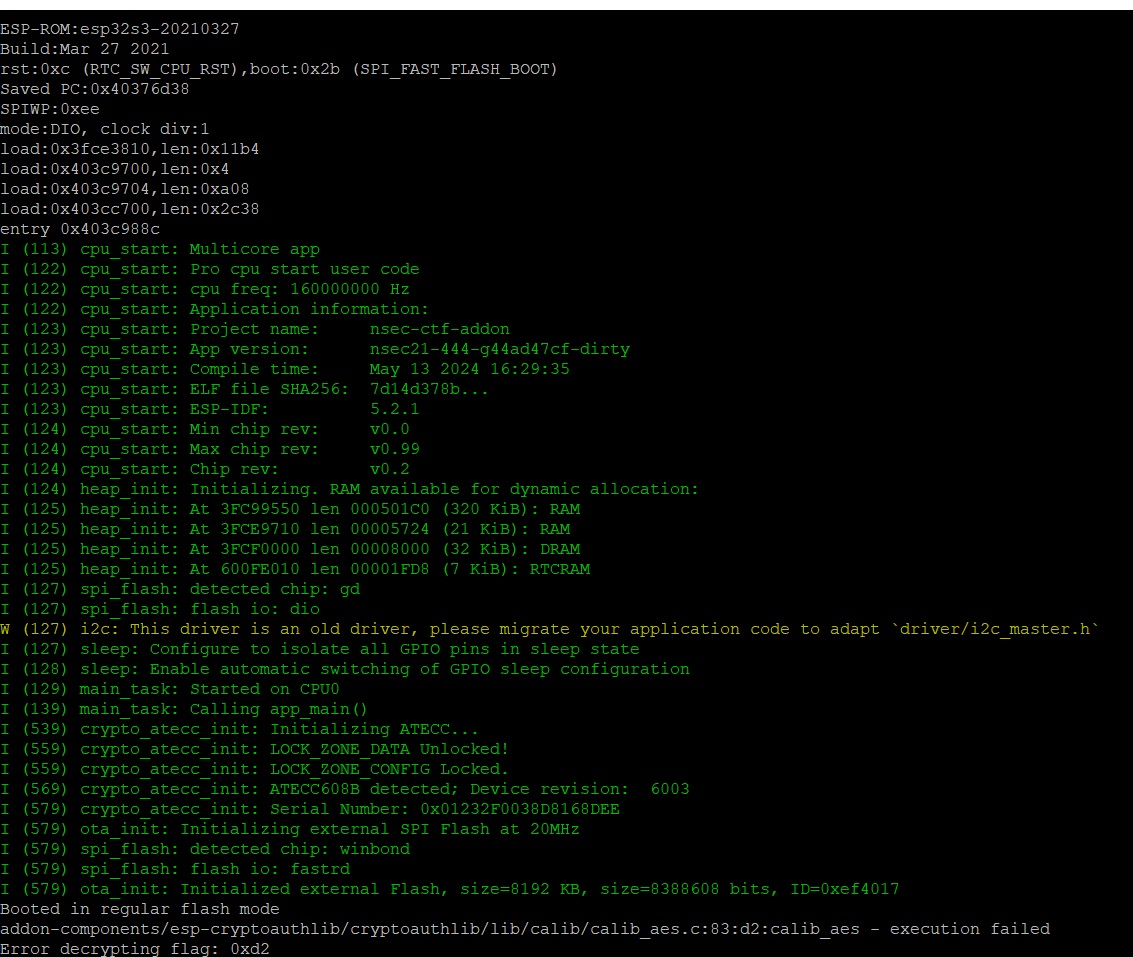 ESP-ROM:esp32s3-20210327
Build:Mar 27 2021
rst:0xc (RTC_SW_CPU_RST),boot:0x2b (SPI_FAST_FLASH_BOOT)
Saved PC:0x40376d38
SPIWP:0xee
mode:DIO, clock div:1
load:0x3fce3810,len:0x11b4
load:0x403c9700,len:0x4
load:0x403c9704,len:0xa08
load:0x403cc700,len:0x2c38
entry 0x403c988c
I (113) cpu_start: Multicore app
I (122) cpu_start: Pro cpu start user code
I (122) cpu_start: cpu freq: 160000000 Hz
I (122) cpu_start: Application information:
I (123) cpu_start: Project name:     nsec-ctf-addon
I (123) cpu_start: App version:      nsec21-444-g44ad47cf-dirty
I (123) cpu_start: Compile time:     May 13 2024 16:29:35
I (123) cpu_start: ELF file SHA256:  7d14d378b...
I (123) cpu_start: ESP-IDF:          5.2.1
I (124) cpu_start: Min chip rev:     v0.0
I (124) cpu_start: Max chip rev:     v0.99
I (124) cpu_start: Chip rev:         v0.2
I (124) heap_init: Initializing. RAM available for dynamic allocation:
I (125) heap_init: At 3FC99550 len 000501C0 (320 KiB): RAM
I (125) heap_init: At 3FCE9710 len 00005724 (21 KiB): RAM
I (125) heap_init: At 3FCF0000 len 00008000 (32 KiB): DRAM
I (125) heap_init: At 600FE010 len 00001FD8 (7 KiB): RTCRAM
I (127) spi_flash: detected chip: gd
I (127) spi_flash: flash io: dio
W (127) i2c: This driver is an old driver, please migrate your application code to adapt `driver/i2c_master.h`
I (127) sleep: Configure to isolate all GPIO pins in sleep state
I (128) sleep: Enable automatic switching of GPIO sleep configuration
I (129) main_task: Started on CPU0
I (139) main_task: Calling app_main()
I (539) crypto_atecc_init: Initializing ATECC...
I (559) crypto_atecc_init: LOCK_ZONE_DATA Unlocked!
I (559) crypto_atecc_init: LOCK_ZONE_CONFIG Locked.
I (569) crypto_atecc_init: ATECC608B detected; Device revision:  6003
I (579) crypto_atecc_init: Serial Number: 0x01232F0038D8168DEE
I (579) ota_init: Initializing external SPI Flash at 20MHz
I (579) spi_flash: detected chip: winbond
I (579) spi_flash: flash io: fastrd
I (579) ota_init: Initialized external Flash, size=8192 KB, size=8388608 bits, ID=0xef4017
Booted in regular flash mode
addon-components/esp-cryptoauthlib/cryptoauthlib/lib/calib/calib_aes.c:83:d2:calib_aes - execution failed
Error decrypting flag: 0xd2